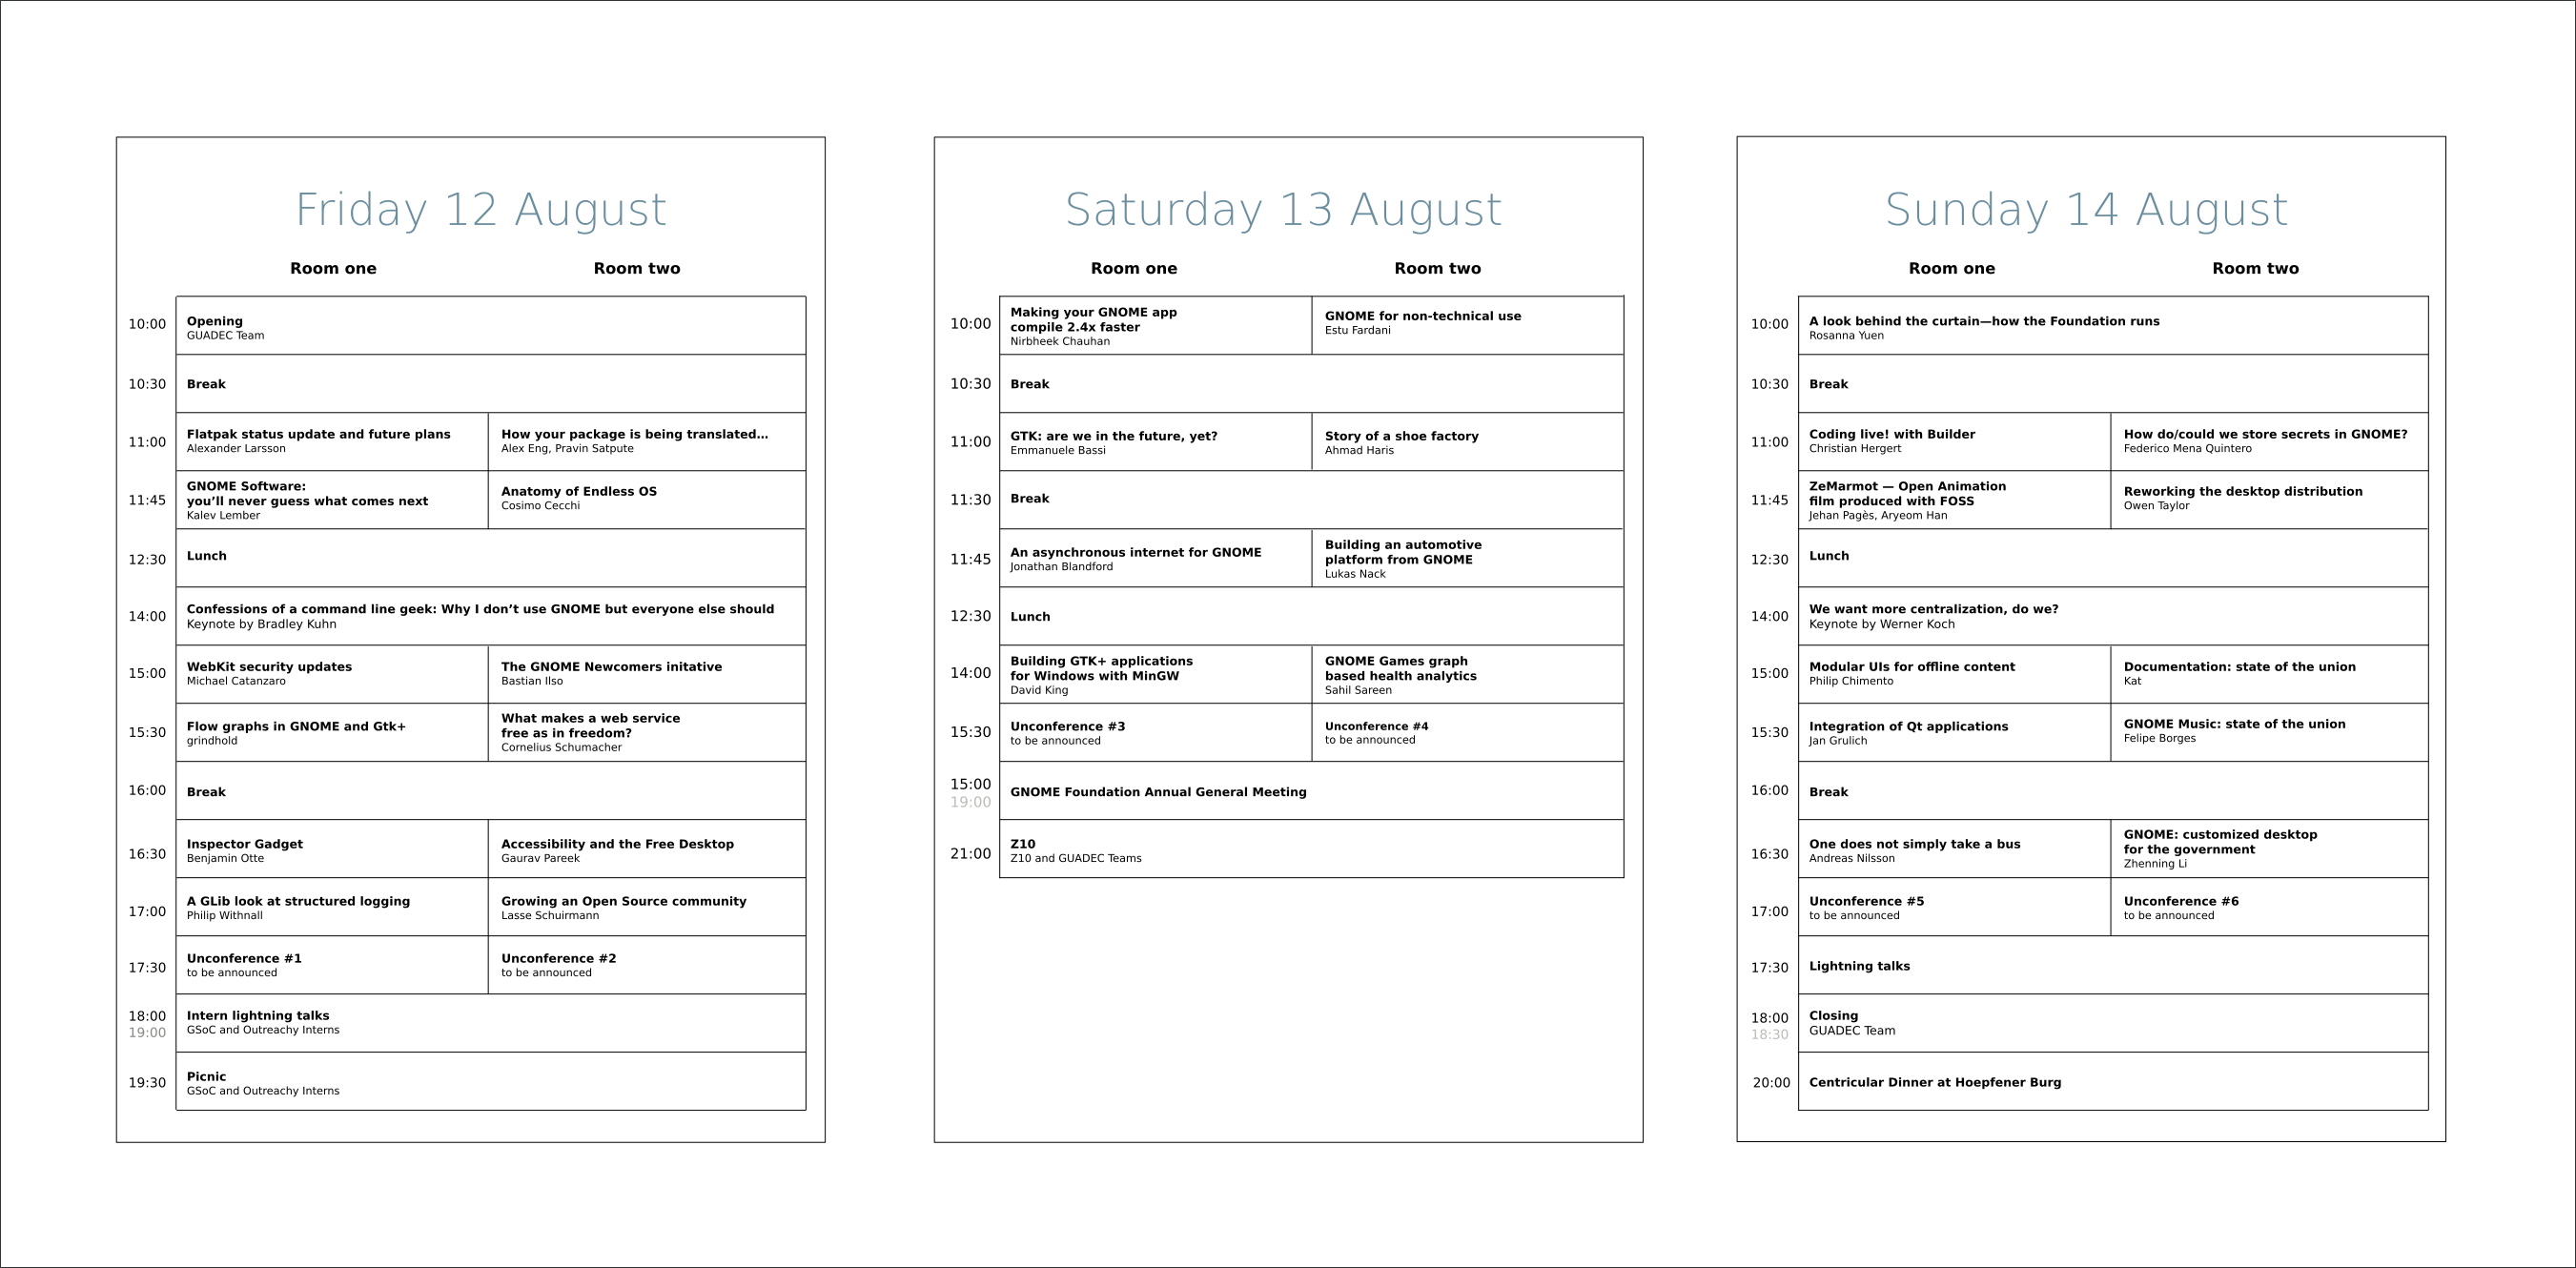 Friday 12 August
Room one Room two
10:00
Opening
GUADEC Team
10:30
Break
11:00
Flatpak status update and future plans
Alexander Larsson
How your package is being translated…
Alex Eng, Pravin Satpute
11:45
GNOME Software:
you’ll never guess what comes next
Kalev Lember
Anatomy of Endless OS
Cosimo Cecchi
12:30
Lunch
14:00
Confessions of a command line geek: Why I don’t use GNOME but everyone else should
Keynote by Bradley Kuhn
15:00
WebKit security updates
Michael Catanzaro
The GNOME Newcomers initative
Bastian Ilso
15:30
Flow graphs in GNOME and Gtk+
grindhold
What makes a web service
free as in freedom?
Cornelius Schumacher
16:00
Break
16:30
Inspector Gadget
Benjamin Otte
Accessibility and the Free Desktop
Gaurav Pareek
17:00
A GLib look at structured logging
Philip Withnall
Growing an Open Source community
Lasse Schuirmann
17:30
Unconference #1
to be announced
Unconference #2
to be announced
18:00
19:00
Intern lightning talks
GSoC and Outreachy Interns
19:30
Picnic
GSoC and Outreachy Interns
Saturday 13 August
Room one Room two
10:00
Making your GNOME app
compile 2.4x faster
Nirbheek Chauhan
GNOME for non-technical use
Estu Fardani
10:30
Break
11:00
GTK: are we in the future, yet?
Emmanuele Bassi
Story of a shoe factory
Ahmad Haris
11:30
Break
11:45
An asynchronous internet for GNOME
Jonathan Blandford
Building an automotive
platform from GNOME
Lukas Nack
12:30
Lunch
14:00
Building GTK+ applications
for Windows with MinGW
David King
GNOME Games graph
based health analytics
Sahil Sareen
15:30
Unconference #3
to be announced
Unconference #4
to be announced
15:00
19:00
GNOME Foundation Annual General Meeting
21:00
Z10
Z10 and GUADEC Teams
Sunday 14 August
Room one Room two
10:00
A look behind the curtain—how the Foundation runs
Rosanna Yuen
10:30
Break
11:00
Coding live! with Builder
Christian Hergert
How do/could we store secrets in GNOME?
Federico Mena Quintero
11:45
ZeMarmot — Open Animation
film produced with FOSS
Jehan Pagès, Aryeom Han
Reworking the desktop distribution
Owen Taylor
12:30
Lunch
14:00
We want more centralization, do we?
Keynote by Werner Koch
15:00
Modular UIs for offline content
Philip Chimento
Documentation: state of the union
Kat
15:30
Integration of Qt applications
Jan Grulich
GNOME Music: state of the union
Felipe Borges
16:00
Break
16:30
One does not simply take a bus
Andreas Nilsson
GNOME: customized desktop
for the government
Zhenning Li
17:00
Unconference #5
to be announced
Unconference #6
to be announced
17:30
Lightning talks
18:00
18:30
Closing
GUADEC Team
20:00
Centricular Dinner at Hoepfener Burg